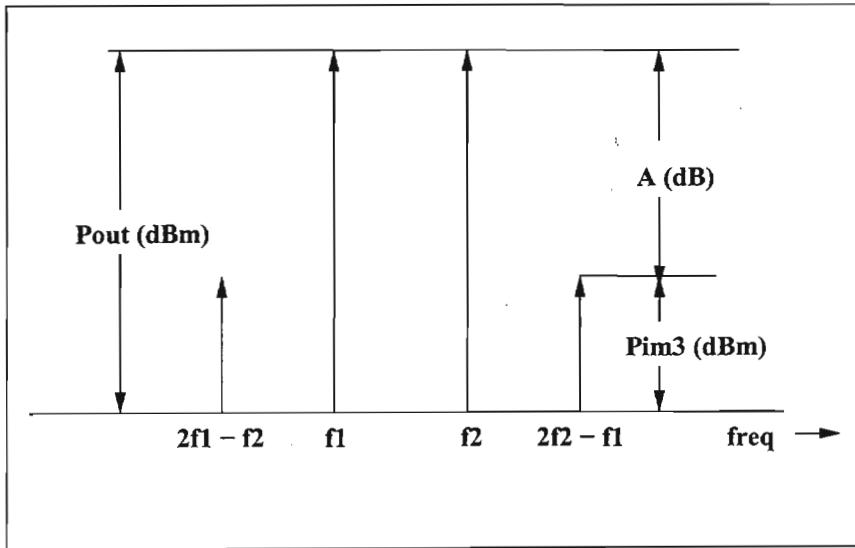 A (dB)
Pout (dBm)
Pim3 (dBm)
2f1 − f2 f1 f2 2f2 − f1 freq